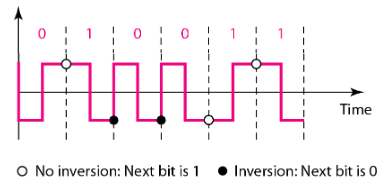 0 1 0 0 1 1
Time
No inversion: Next bit is 1 Inversion: Next bit is 0